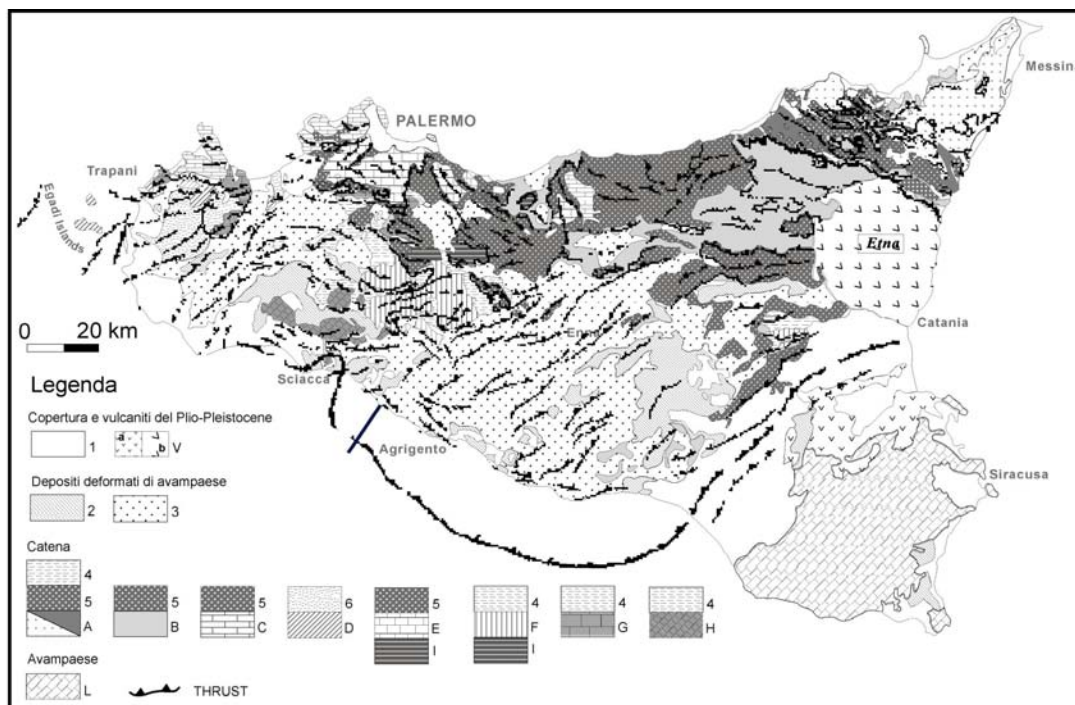 Messin
PALERMO
Trapani
Egadi Islands
Etna
0 20 km
Enna
Catania
Sciacca
Legenda
Copertura e vulcaniti del Plio-Pleistocene
1 a b V
Agrigento
Siracusa
Depositi deformati di avampaese
2 3
Catena
4 5 A
5 B
5 C
6 D
5 E I
4 F I
4 G
4 H
Avampaese
L THRUST